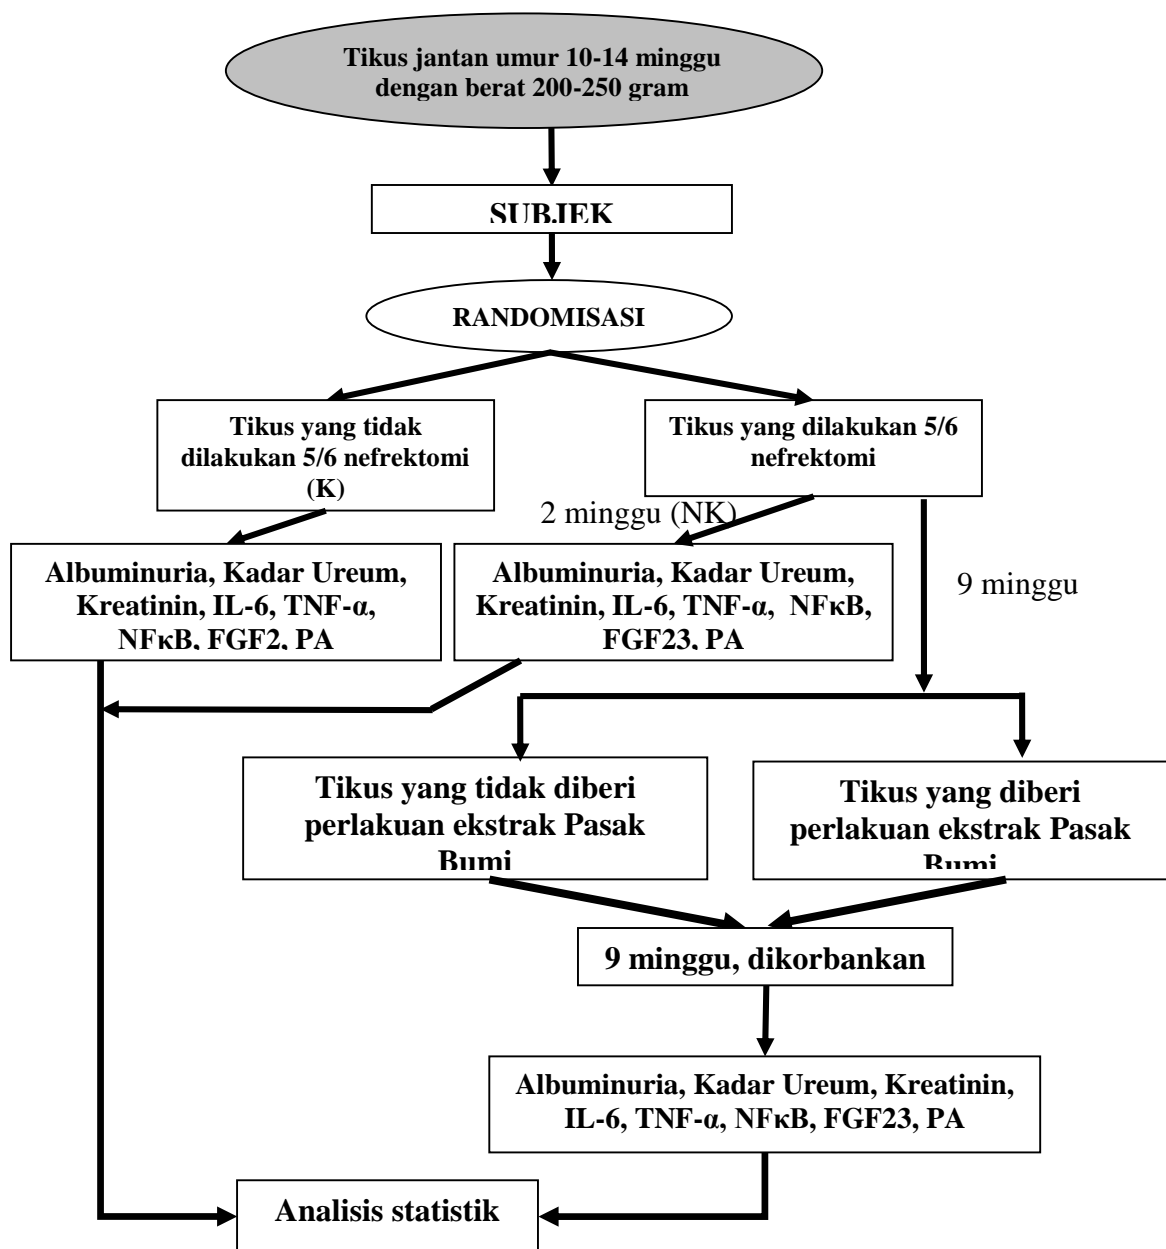 Tikus jantan umur 10-14 minggu
dengan berat 200-250 gram
SUBJEK
RANDOMISASI
Tikus yang tidak
dilakukan 5/6 nefrektomi
(K)
Tikus yang dilakukan 5/6
nefrektomi
2 minggu (NK)
9 minggu
Albuminuria, Kadar Ureum,
Kreatinin, IL-6, TNF-α,
NFκB, FGF2, PA
Albuminuria, Kadar Ureum,
Kreatinin, IL-6, TNF-α, NFκB,
FGF23, PA
Tikus yang tidak diberi
perlakuan ekstrak Pasak
Bumi
Tikus yang diberi
perlakuan ekstrak Pasak
Bumi
9 minggu, dikorbankan
Albuminuria, Kadar Ureum, Kreatinin,
IL-6, TNF-α, NFκB, FGF23, PA
Analisis statistik